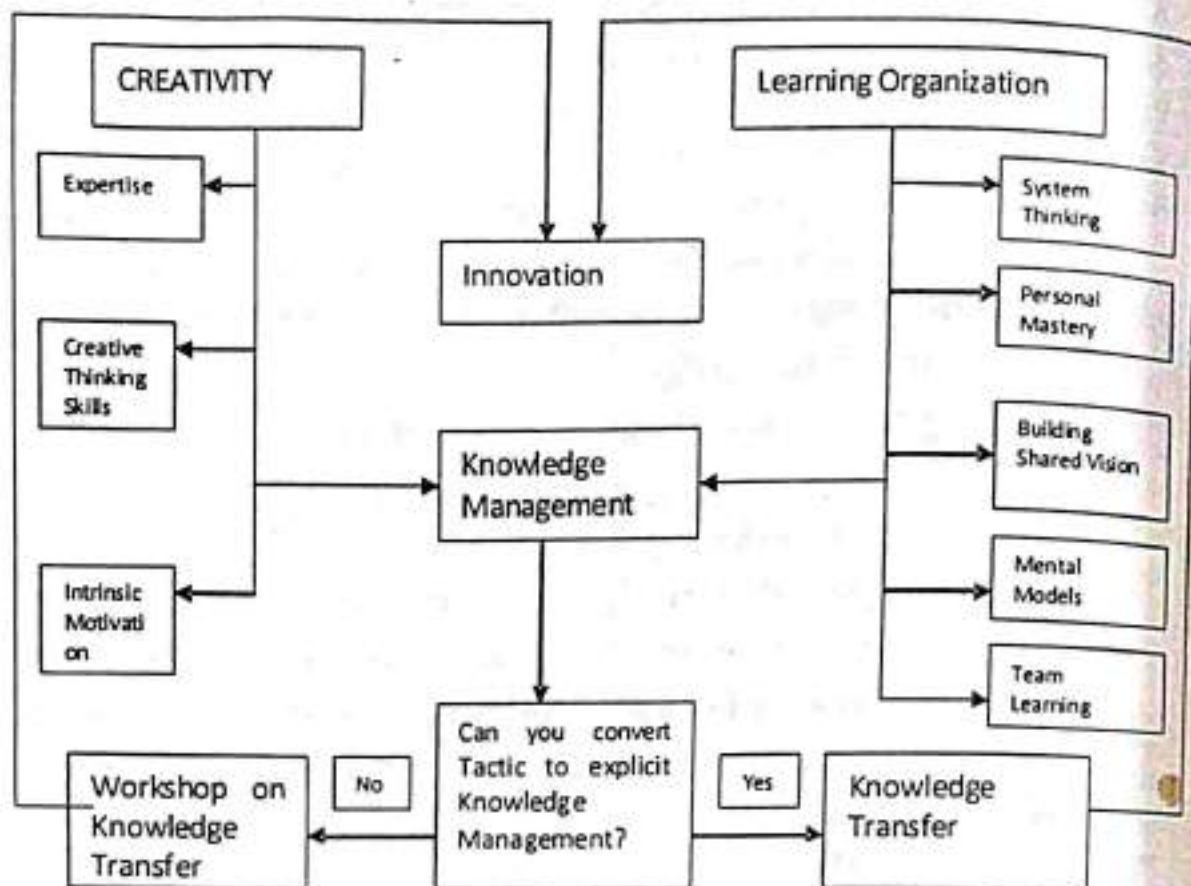 CREATIVITY
Learning Organization
Expertise
System
Thinking
Innovation
Personal
Mastery
Creative
Thinking
Skills
Building
Shared Vision
Knowledge
Management
Intrinsic
Motivati
on
Mental
Models
Team
Learning
Can you convert
Tactic to explicit
Knowledge
Management?
Workshop on
Knowledge
Transfer
No
Yes
Knowledge
Transfer